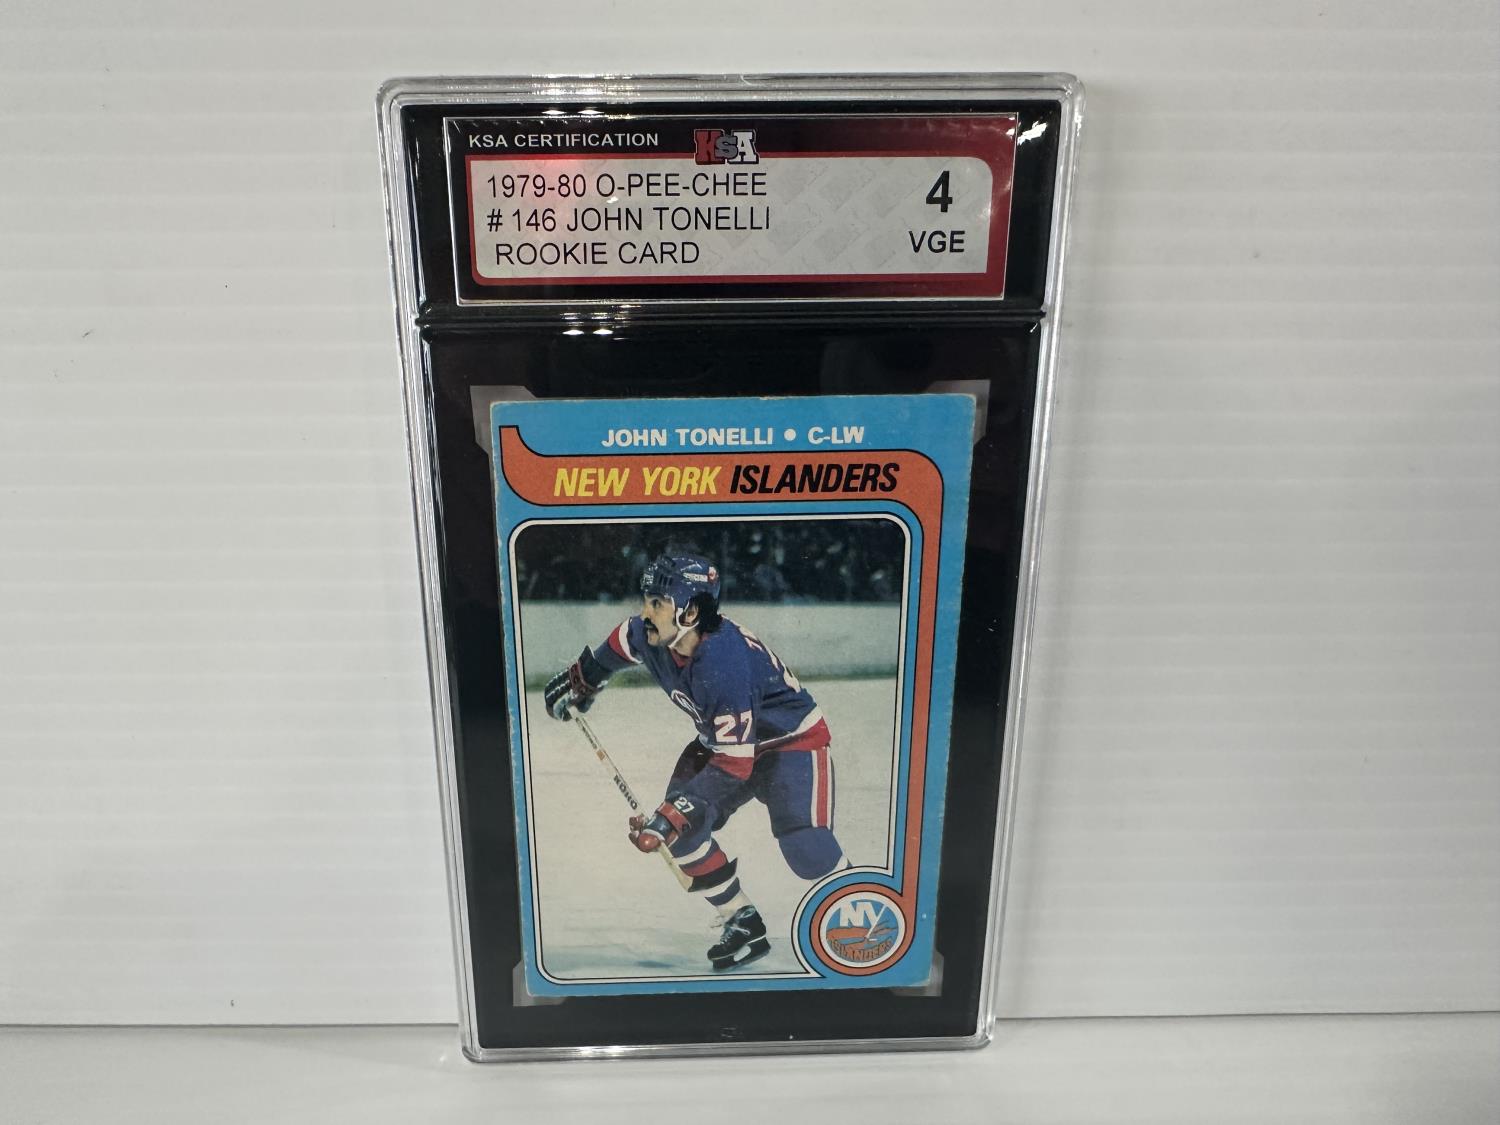 KSA CERTIFICATION KSA
1979-80 O-PEE-CHEE
# 146 JOHN TONELLI
ROOKIE CARD
4
VGE
JOHN TONELLI • C-LW
NEW YORK ISLANDERS
27
KOHO
27
NY
ISLANDERS